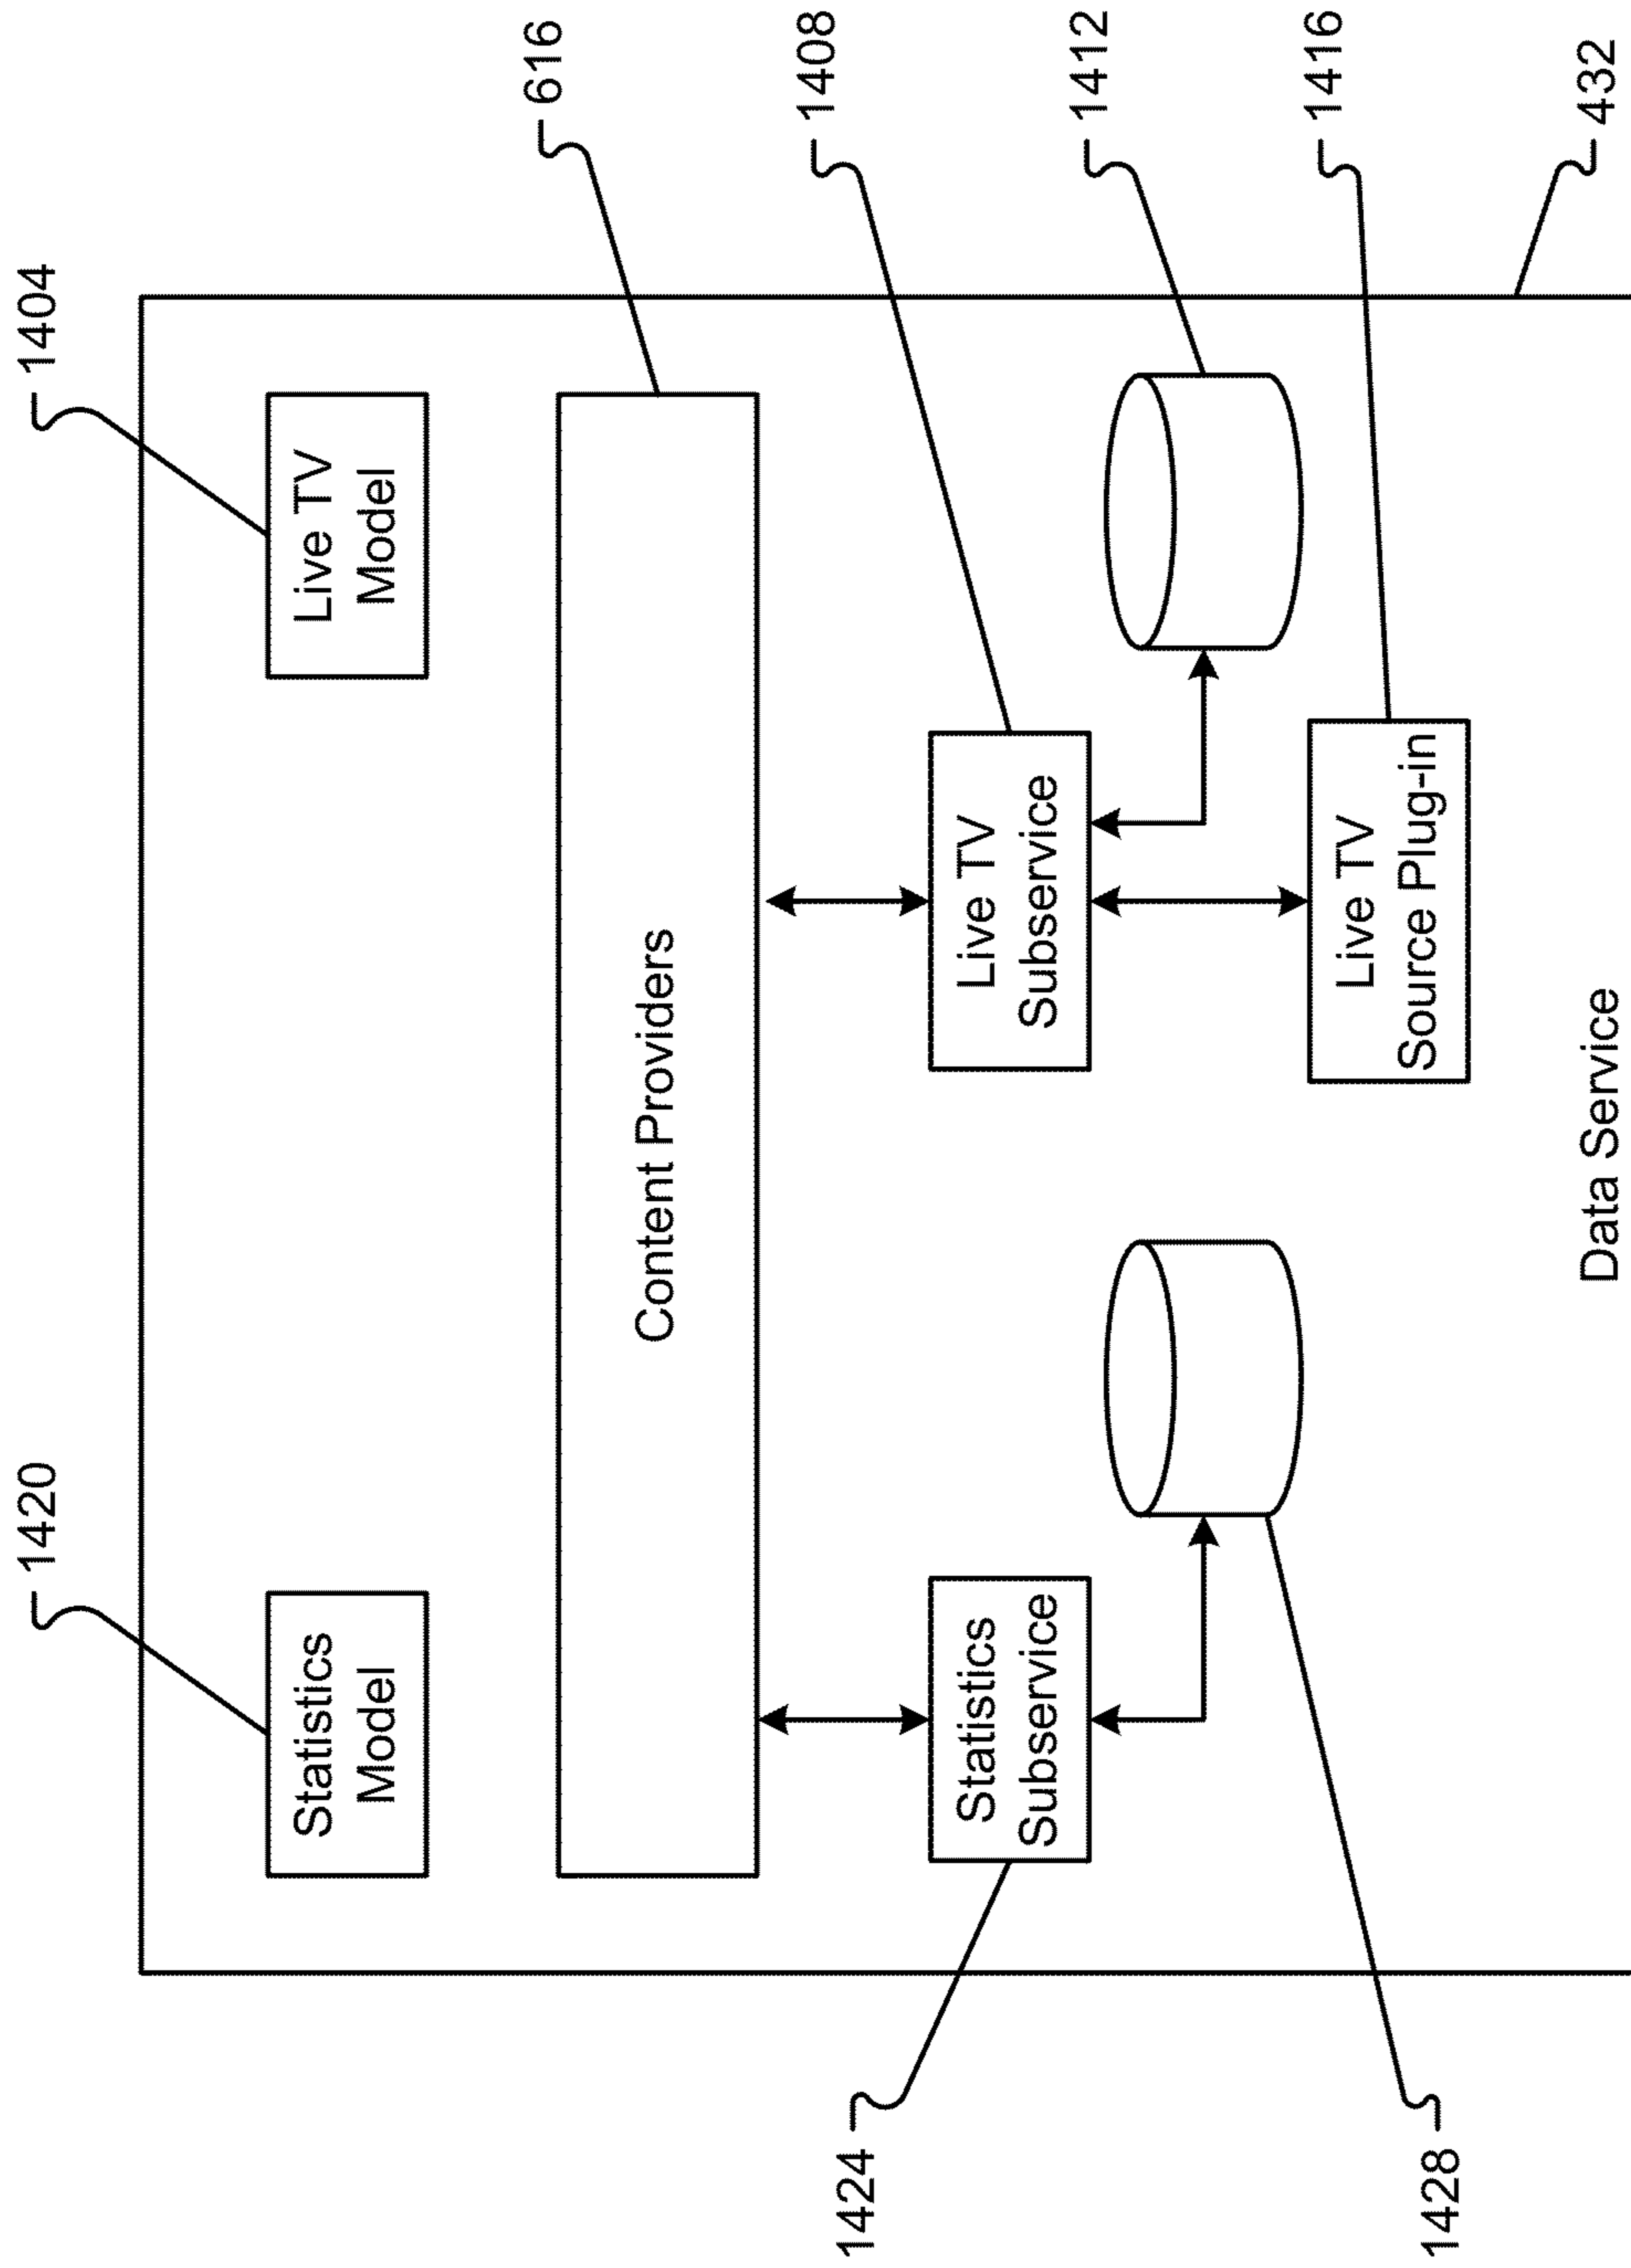 1420
1404
Statistics
Model
Live TV
Model
616
Content Providers
1408
1424
Statistics
Subservice
Live TV
Subservice
1412
1428
Live TV
Source Plug-in
1416
Data Service
432